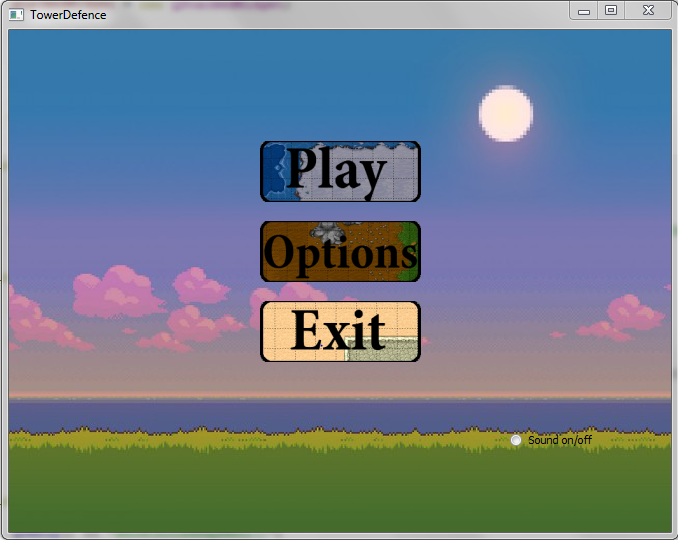 TowerDefence
Play
Options
Exit
Sound on/off